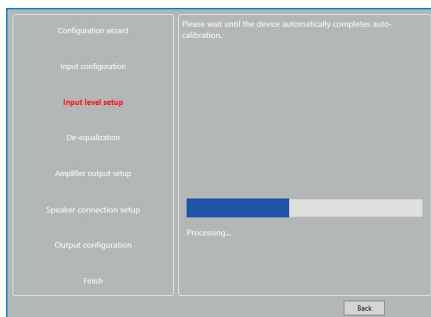 Configuration wizard
Input configuration
Input level setup
De-equalization
Amplifier output setup
Speaker connection setup
Output configuration
Finish
Please wait until the device automatically completes auto-
calibration.
Processing...
Back